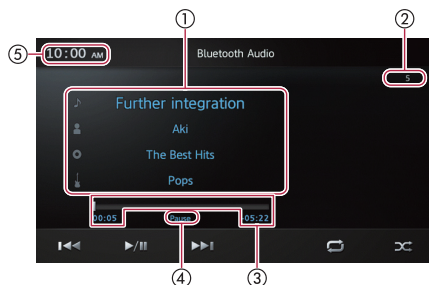 ① ②
⑤ 10:00 AM Bluetooth Audio
5
Further integration
Aki
The Best Hits
Pops
00:05 Pause -05:22
④ ③